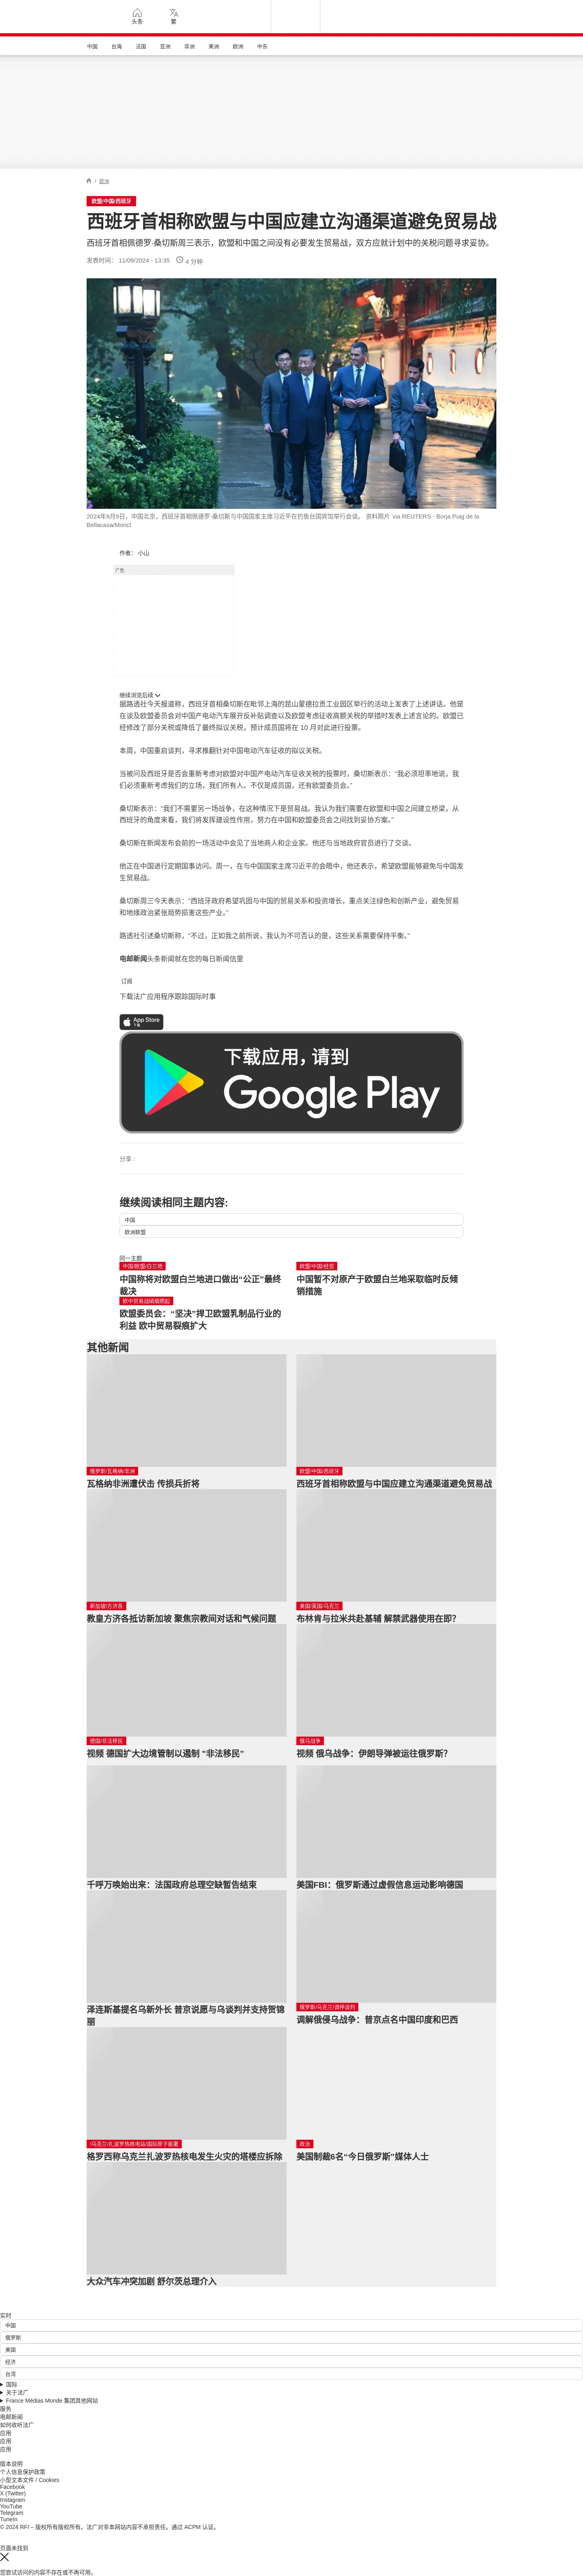 头条
繁
中国
台海
法国
亚洲
非洲
美洲
欧洲
中东
/ 欧洲
欧盟/中国/西班牙
西班牙首相称欧盟与中国应建立沟通渠道避免贸易战
西班牙首相佩德罗·桑切斯周三表示，欧盟和中国之间没有必要发生贸易战，双方应就计划中的关税问题寻求妥协。
发表时间： 11/09/2024 - 13:35
4 分钟
2024年9月9日，中国北京，西班牙首相佩德罗·桑切斯与中国国家主席习近平在钓鱼台国宾馆举行会谈。 资料照片 via REUTERS - Borja Puig de la
Bellacasa/Moncl
作者： 小山
广告
继续浏览后续
据路透社今天报道称，西班牙首相桑切斯在毗邻上海的昆山蒙德拉贡工业园区举行的活动上发表了上述讲话。他是
在谈及欧盟委员会对中国产电动汽车展开反补贴调查以及欧盟考虑征收高额关税的举措时发表上述言论的。欧盟已
经修改了部分关税或降低了最终拟议关税，预计成员国将在 10 月对此进行投票。
本周，中国重启谈判，寻求推翻针对中国电动汽车征收的拟议关税。
当被问及西班牙是否会重新考虑对欧盟对中国产电动汽车征收关税的投票时，桑切斯表示：“我必须坦率地说，我
们必须重新考虑我们的立场，我们所有人。不仅是成员国，还有欧盟委员会。”
桑切斯表示：“我们不需要另一场战争，在这种情况下是贸易战。我认为我们需要在欧盟和中国之间建立桥梁，从
西班牙的角度来看，我们将发挥建设性作用，努力在中国和欧盟委员会之间找到妥协方案。”
桑切斯在新闻发布会前的一场活动中会见了当地商人和企业家。他还与当地政府官员进行了交谈。
他正在中国进行定期国事访问。周一，在与中国国家主席习近平的会晤中，他还表示，希望欧盟能够避免与中国发
生贸易战。
桑切斯周三今天表示：“西班牙政府希望巩固与中国的贸易关系和投资增长，重点关注绿色和创新产业，避免贸易
和地缘政治紧张局势损害这些产业。”
路透社引述桑切斯称，“不过，正如我之前所说，我认为不可否认的是，这些关系需要保持平衡。”
电邮新闻头条新闻就在您的每日新闻信里
订阅
下载法广应用程序跟踪国际时事
App Store
下载
下载应用，请到
Google Play
分享 :
继续阅读相同主题内容:
中国
欧洲联盟
同一主题
中国/欧盟/白兰地
中国称将对欧盟白兰地进口做出“公正”最终
裁决
欧盟/中国/经贸
中国暂不对原产于欧盟白兰地采取临时反倾
销措施
欧中贸易战硝烟燃起
欧盟委员会：“坚决”捍卫欧盟乳制品行业的
利益 欧中贸易裂痕扩大
其他新闻
俄罗斯/瓦格纳/非洲
瓦格纳非洲遭伏击 传损兵折将
欧盟/中国/西班牙
西班牙首相称欧盟与中国应建立沟通渠道避免贸易战
新加坡/方济各
教皇方济各抵访新加坡 聚焦宗教间对话和气候问题
美国/英国/乌克兰
布林肯与拉米共赴基辅 解禁武器使用在即？
德国/非法移民
视频 德国扩大边境管制以遏制 "非法移民"
俄乌战争
视频 俄乌战争：伊朗导弹被运往俄罗斯？
千呼万唤始出来：法国政府总理空缺暂告结束
美国FBI：俄罗斯通过虚假信息运动影响德国
泽连斯基提名乌新外长 普京说愿与乌谈判并支持贺锦
丽
俄罗斯/乌克兰/调停谈判
调解俄侵乌战争：普京点名中国印度和巴西
/乌克兰/扎波罗热核电站/国际原子能署
格罗西称乌克兰扎波罗热核电发生火灾的塔楼应拆除
政治
美国制裁6名“今日俄罗斯”媒体人士
大众汽车冲突加剧 舒尔茨总理介入
实时
中国
俄罗斯
美国
经济
台湾
国际
关于法广
France Médias Monde 集团其他网站
服务
电邮新闻
如何收听法广
应用
应用
应用
版本说明
个人信息保护政策
小型文本文件 / Cookies
Facebook
X (Twitter)
Instagram
YouTube
Telegram
TuneIn
© 2024 RFI – 版权所有版权所有。法广对非本网站内容不承担责任。通过 ACPM 认证。
页面未找到
您尝试访问的内容不存在或不再可用。